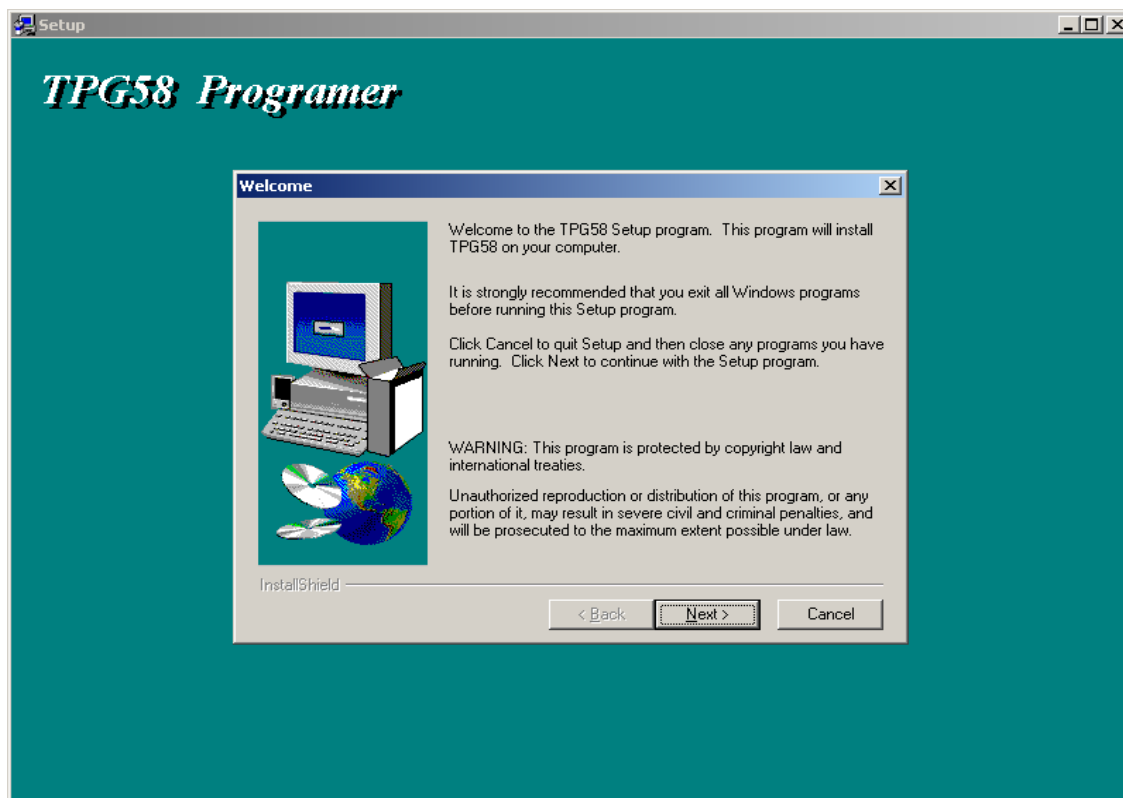 Setup
TPG58 Programer
Welcome
Welcome to the TPG58 Setup program. This program will install
TPG58 on your computer.
It is strongly recommended that you exit all Windows programs
before running this Setup program.
Click Cancel to quit Setup and then close any programs you have
running. Click Next to continue with the Setup program.
WARNING: This program is protected by copyright law and
international treaties.
Unauthorized reproduction or distribution of this program, or any
portion of it, may result in severe civil and criminal penalties, and
will be prosecuted to the maximum extent possible under law.
InstallShield
< Back Next > Cancel